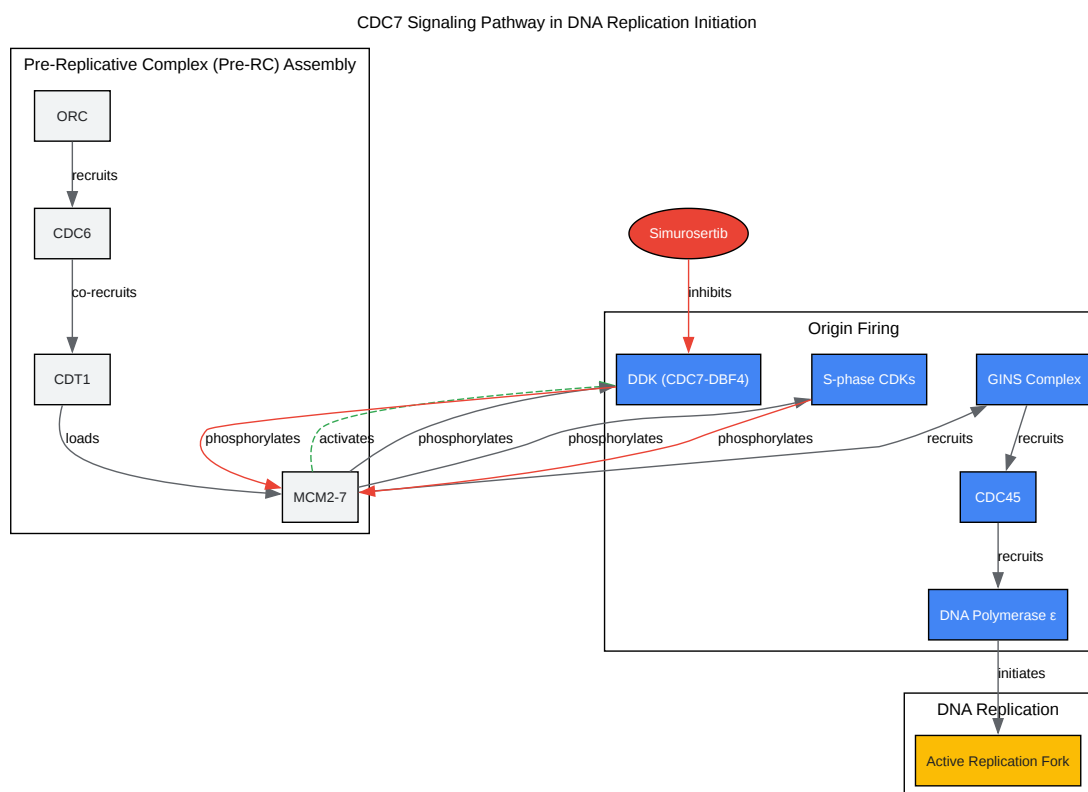 CDC7 Signaling Pathway in DNA Replication Initiation
Pre-Replicative Complex (Pre-RC) Assembly
ORC
recruits
CDC6
co-recruits
CDT1
loads
MCM2-7
Simurosertib
inhibits
Origin Firing
DDK (CDC7-DBF4)
S-phase CDKs
GINS Complex
phosphorylates
activates
phosphorylates
phosphorylates
phosphorylates
recruits
recruits
CDC45
recruits
DNA Polymerase ε
initiates
DNA Replication
Active Replication Fork